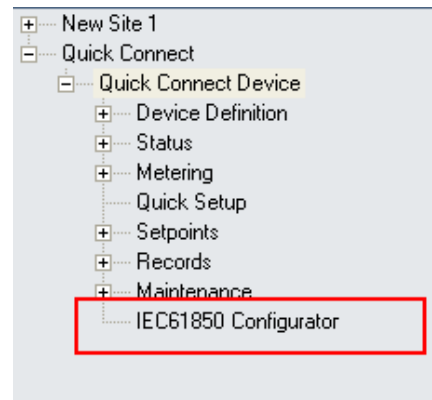 New Site 1
Quick Connect
Quick Connect Device
Device Definition
Status
Metering
Quick Setup
Setpoints
Records
Maintenance
IEC61850 Configurator